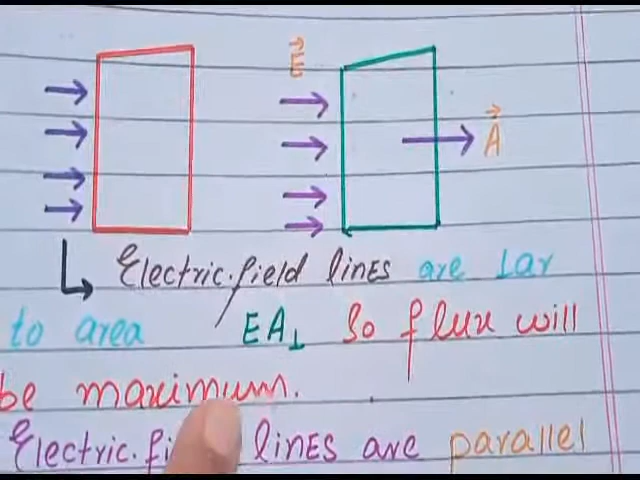 E
A
Electric.field lines are ⊥ar
to area EA⊥ So flux will
be maximum.
Electric.fi lines are parallel